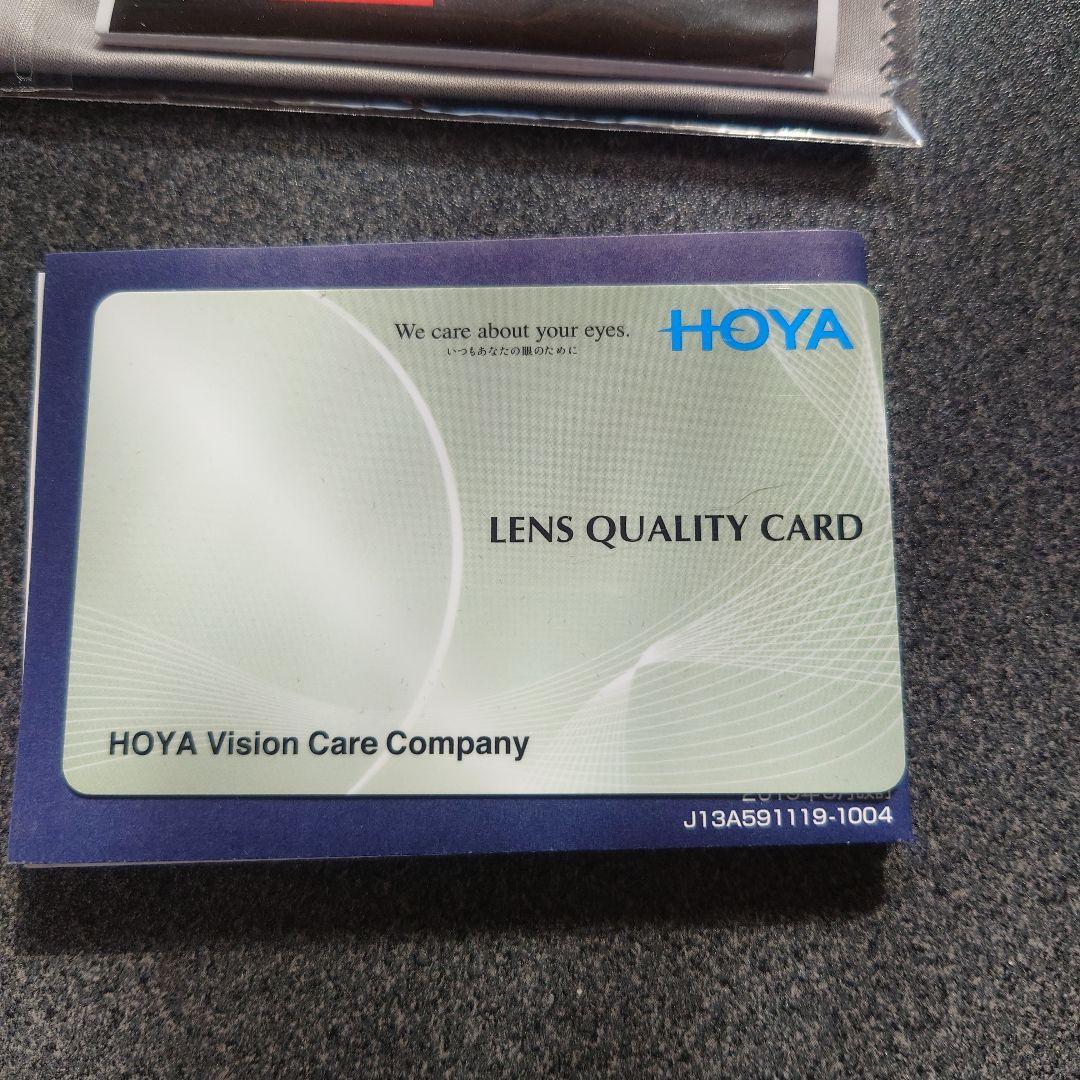 We care about your eyes.
いつもあなたの眼のために
HOYA
LENS QUALITY CARD
HOYA Vision Care Company
J13A591119-1004